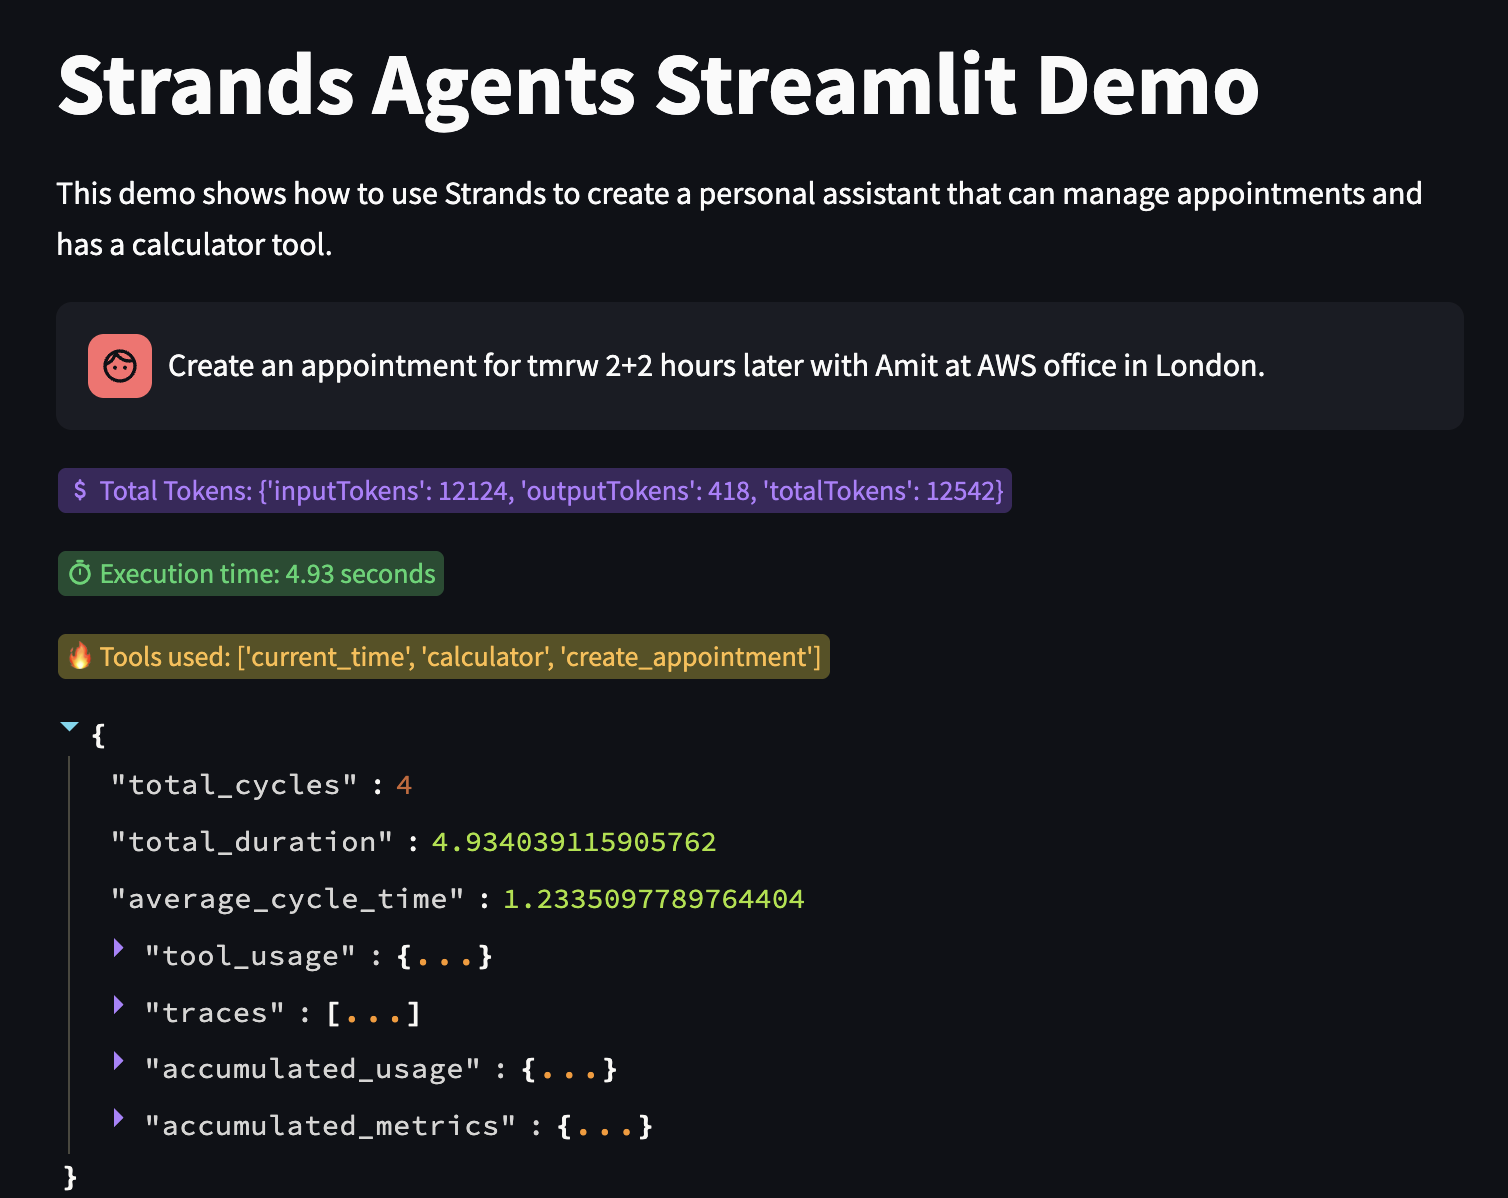 Strands Agents Streamlit Demo
This demo shows how to use Strands to create a personal assistant that can manage appointments and
has a calculator tool.
Create an appointment for tmrw 2+2 hours later with Amit at AWS office in London.
$ Total Tokens: {'inputTokens': 12124, 'outputTokens': 418, 'totalTokens': 12542}
Execution time: 4.93 seconds
🔥 Tools used: ['current_time', 'calculator', 'create_appointment']
{
"total_cycles" : 4
"total_duration" : 4.934039115905762
"average_cycle_time" : 1.2335097789764404
"tool_usage" : {...}
"traces" : [...]
"accumulated_usage" : {...}
"accumulated_metrics" : {...}
}